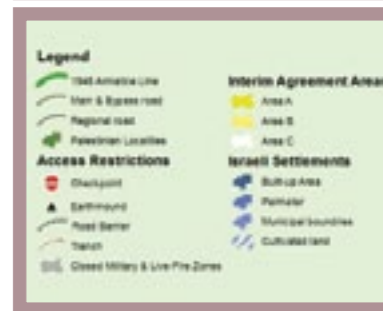 Legend
1949 Armistice Line
Main & Bypass road
Regional road
Palestinian Localities
Access Restrictions
Checkpoint
Earthmound
Road Barrier
Trench
Closed Military & Live Fire Zones
Interim Agreement Areas
Area A
Area B
Area C
Israeli Settlements
Built-up Area
Perimeter
Municipal boundries
Cultivated land